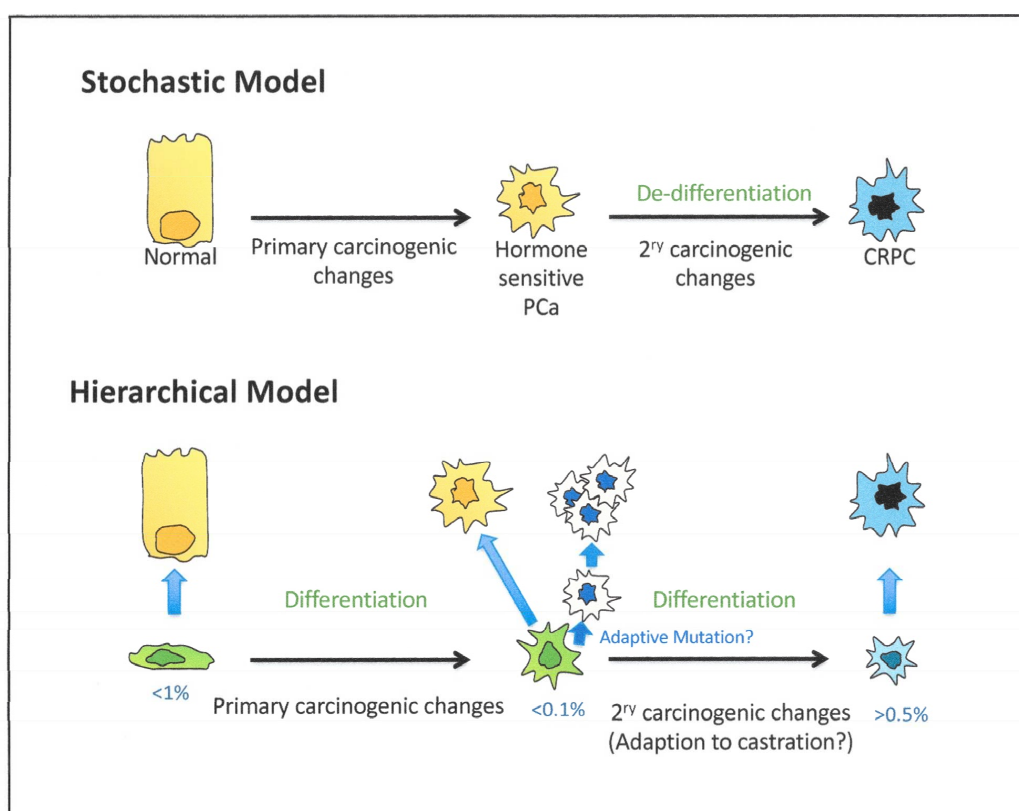 Stochastic Model
De-differentiation
Normal
Primary carcinogenic
changes
Hormone
sensitive
PCa
2ʳʸ carcinogenic
changes
CRPC
Hierarchical Model
Differentiation
Differentiation
Adaptive Mutation?
<1%
Primary carcinogenic changes
<0.1%
2ʳʸ carcinogenic changes
(Adaption to castration?)
>0.5%